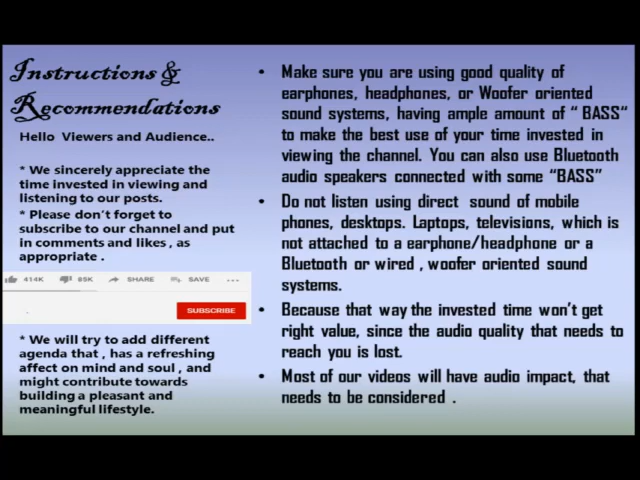 Instructions &
Recommendations
Hello Viewers and Audience..
* We sincerely appreciate the
time invested in viewing and
listening to our posts.
* Please don't forget to
subscribe to our channel and put
in comments and likes , as
appropriate .
414K 85K SHARE SAVE ...
SUBSCRIBE
* We will try to add different
agenda that , has a refreshing
affect on mind and soul , and
might contribute towards
building a pleasant and
meaningful lifestyle.
• Make sure you are using good quality of
earphones, headphones, or Woofer oriented
sound systems, having ample amount of " BASS"
to make the best use of your time invested in
viewing the channel. You can also use Bluetooth
audio speakers connected with some "BASS"
• Do not listen using direct sound of mobile
phones, desktops. Laptops, televisions, which is
not attached to a earphone/headphone or a
Bluetooth or wired , woofer oriented sound
systems.
• Because that way the invested time won't get
right value, since the audio quality that needs to
reach you is lost.
• Most of our videos will have audio impact, that
needs to be considered .